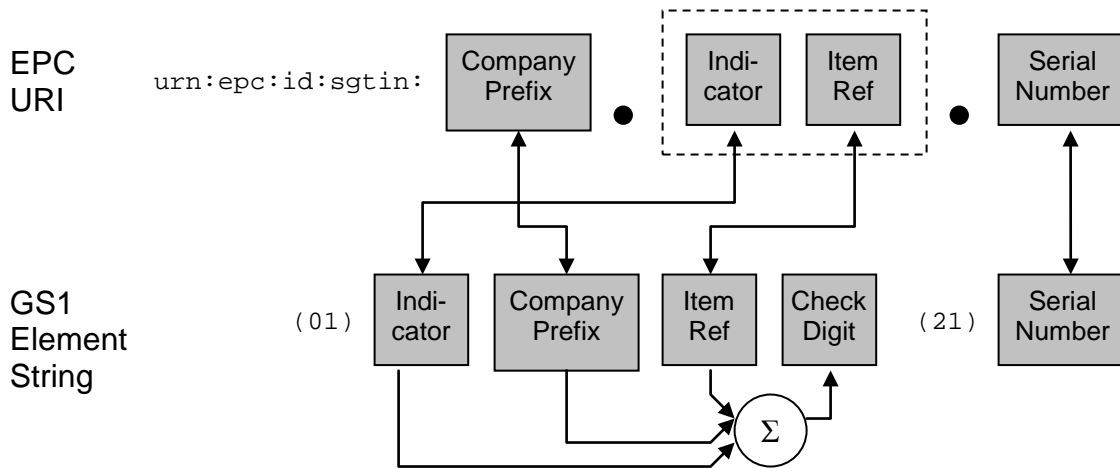 EPC
URI
urn:epc:id:sgtin:
Company
Prefix
●
Indi-
cator
Item
Ref
●
Serial
Number
GS1
Element
String
(01)
Indi-
cator
Company
Prefix
Item
Ref
Check
Digit
(21)
Serial
Number
Σ